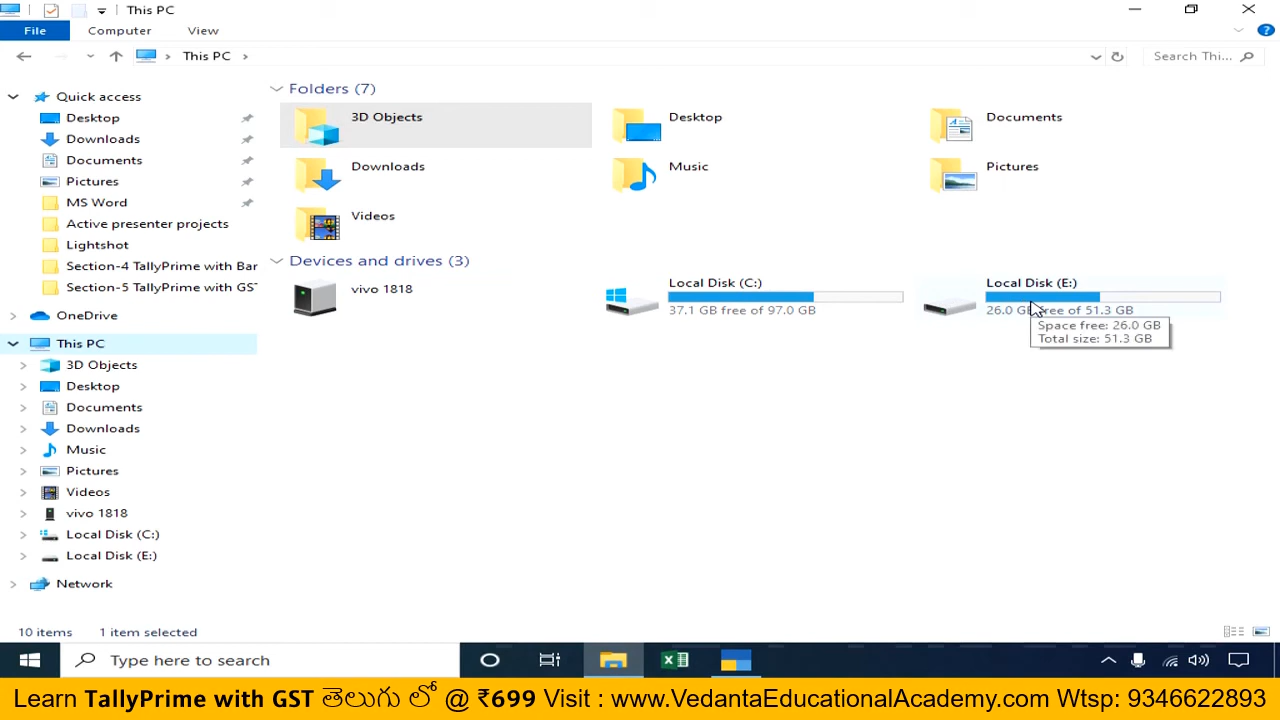 This PC
File Computer View
This PC
Search Thi...
Quick access
Desktop
Downloads
Documents
Pictures
MS Word
Active presenter projects
Lightshot
Section-4 TallyPrime with Bar
Section-5 TallyPrime with GST
OneDrive
This PC
3D Objects
Desktop
Documents
Downloads
Music
Pictures
Videos
vivo 1818
Local Disk (C:)
Local Disk (E:)
Network
Folders (7)
3D Objects
Desktop
Documents
Downloads
Music
Pictures
Videos
Devices and drives (3)
vivo 1818
Local Disk (C:)
37.1 GB free of 97.0 GB
Local Disk (E:)
26.0 GB free of 51.3 GB
Space free: 26.0 GB
Total size: 51.3 GB
10 items 1 item selected
Type here to search
Learn TallyPrime with GST తెలుగు లో @ ₹699 Visit : www.VedantaEducationalAcademy.com Wtsp: 9346622893